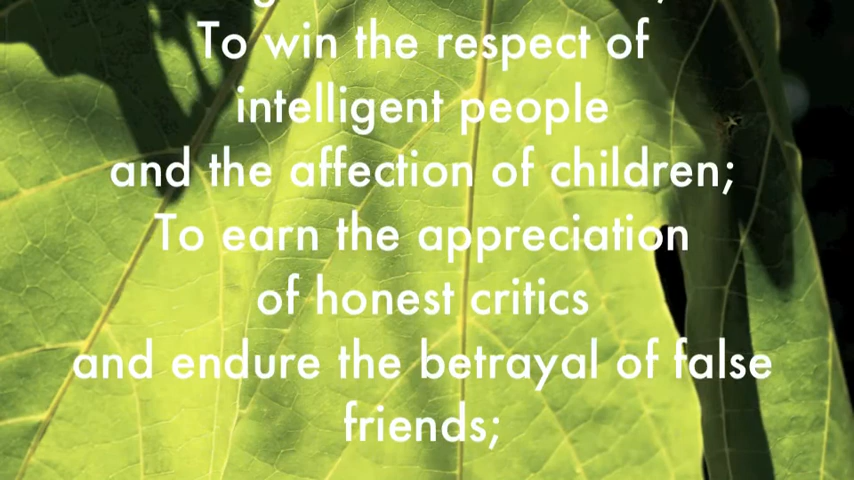 To win the respect of
intelligent people
and the affection of children;
To earn the appreciation
of honest critics
and endure the betrayal of false
friends;